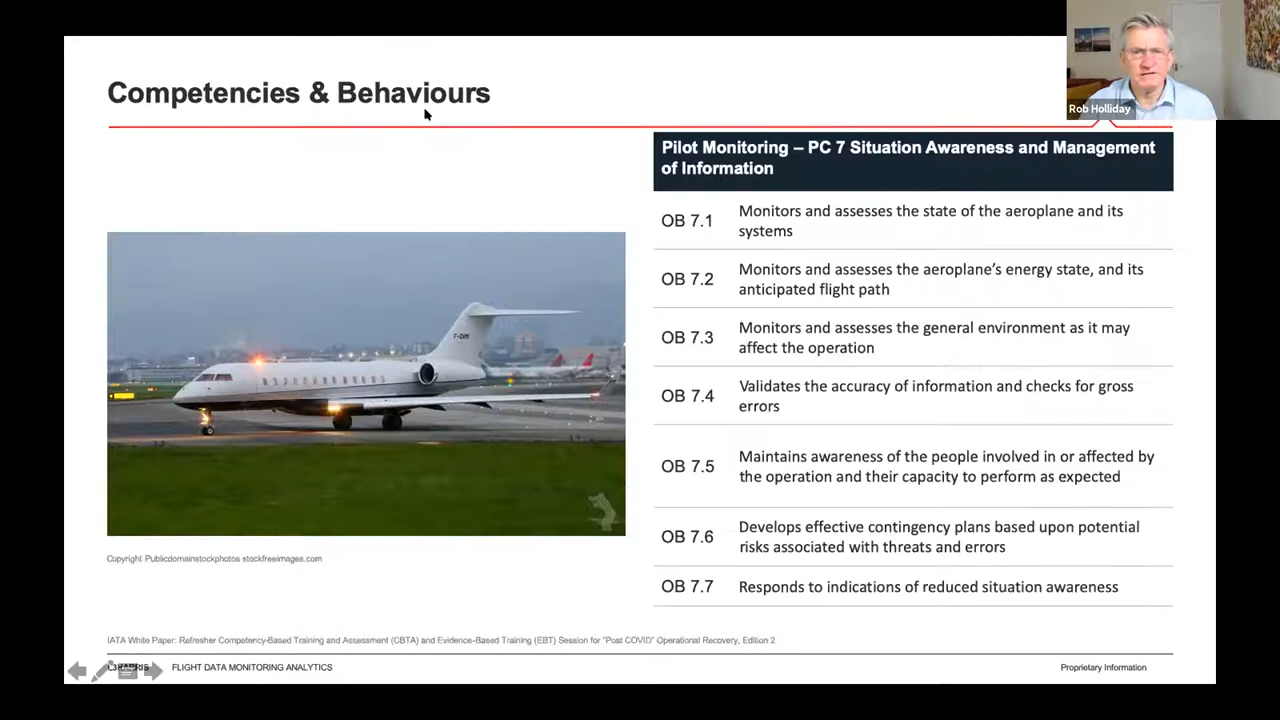 Competencies & Behaviours
Rob Holliday
Pilot Monitoring – PC 7 Situation Awareness and Management
of Information
OB 7.1
Monitors and assesses the state of the aeroplane and its
systems
OB 7.2
Monitors and assesses the aeroplane’s energy state, and its
anticipated flight path
OB 7.3
Monitors and assesses the general environment as it may
affect the operation
OB 7.4
Validates the accuracy of information and checks for gross
errors
OB 7.5
Maintains awareness of the people involved in or affected by
the operation and their capacity to perform as expected
OB 7.6
Develops effective contingency plans based upon potential
risks associated with threats and errors
OB 7.7
Responds to indications of reduced situation awareness
Copyright Publicdomainstockphotos stockfreeimages.com
IATA White Paper: Refresher Competency-Based Training and Assessment (CBTA) and Evidence-Based Training (EBT) Session for “Post COVID” Operational Recovery, Edition 2
L3HARRIS
FLIGHT DATA MONITORING ANALYTICS
Proprietary Information